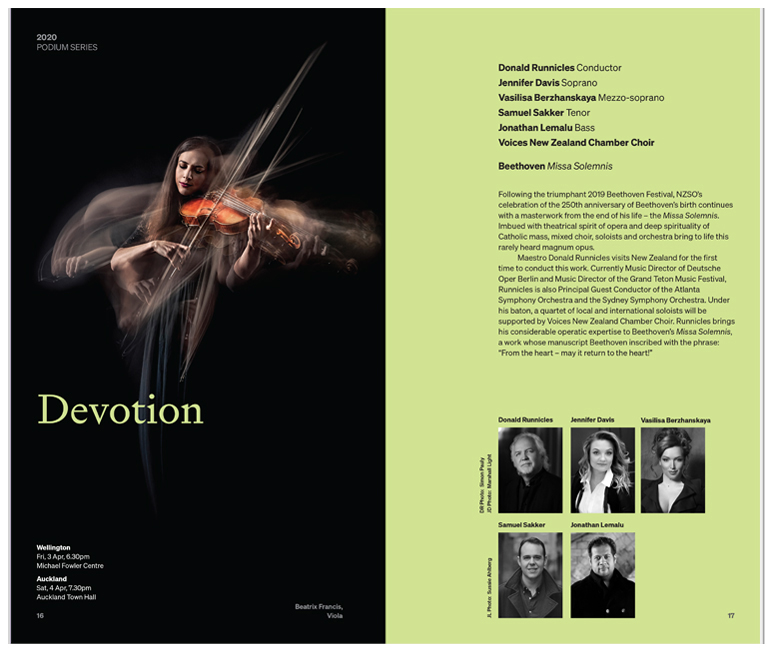 2020
PODIUM SERIES
Devotion
Wellington
Fri, 3 Apr, 6.30pm
Michael Fowler Centre
Auckland
Sat, 4 Apr, 7.30pm
Auckland Town Hall
16
Beatrix Francis,
Viola
Donald Runnicles Conductor
Jennifer Davis Soprano
Vasilisa Berzhanskaya Mezzo-soprano
Samuel Sakker Tenor
Jonathan Lemalu Bass
Voices New Zealand Chamber Choir
Beethoven Missa Solemnis
Following the triumphant 2019 Beethoven Festival, NZSO's
celebration of the 250th anniversary of Beethoven's birth continues
with a masterwork from the end of his life – the Missa Solemnis.
Imbued with theatrical spirit of opera and deep spirituality of
Catholic mass, mixed choir, soloists and orchestra bring to life this
rarely heard magnum opus.
Maestro Donald Runnicles visits New Zealand for the first
time to conduct this work. Currently Music Director of Deutsche
Oper Berlin and Music Director of the Grand Teton Music Festival,
Runnicles is also Principal Guest Conductor of the Atlanta
Symphony Orchestra and the Sydney Symphony Orchestra. Under
his baton, a quartet of local and international soloists will be
supported by Voices New Zealand Chamber Choir. Runnicles brings
his considerable operatic expertise to Beethoven's Missa Solemnis,
a work whose manuscript Beethoven inscribed with the phrase:
"From the heart – may it return to the heart!"
Donald Runnicles
Jennifer Davis
Vasilisa Berzhanskaya
DR Photo: Simon Pauly
JD Photo: Marshall Light
Samuel Sakker
Jonathan Lemalu
JL Photo: Sussie Ahlberg
17